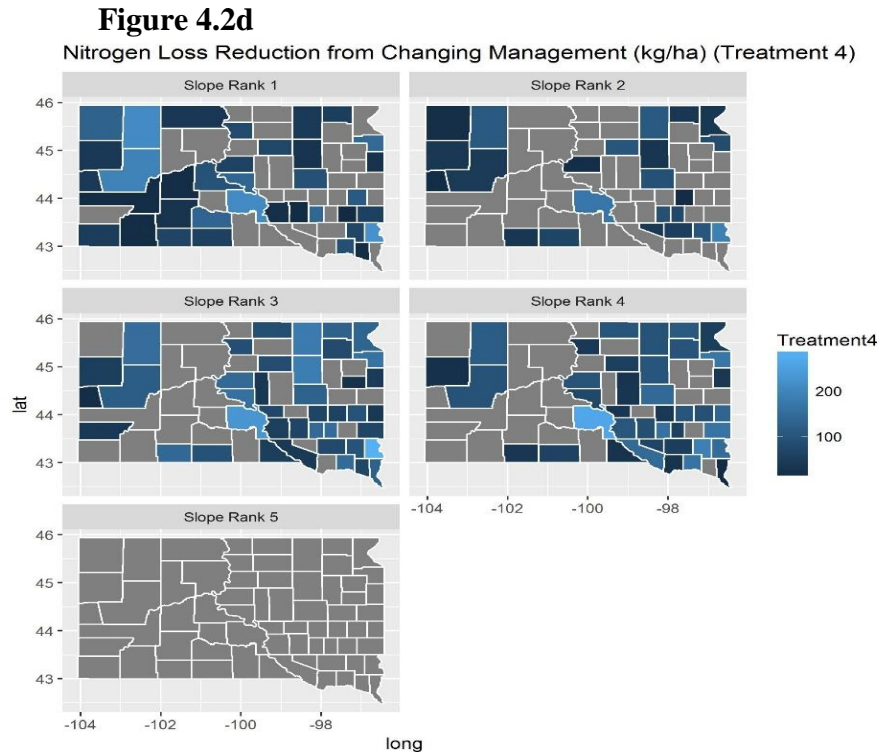 Figure 4.2d
Nitrogen Loss Reduction from Changing Management (kg/ha) (Treatment 4)
Slope Rank 1
Slope Rank 2
46
45
44
43
Slope Rank 3
Slope Rank 4
46
45
44
43
lat
Treatment4
200
100
-104
-102
-100
-98
Slope Rank 5
46
45
44
43
-104
-102
-100
-98
long